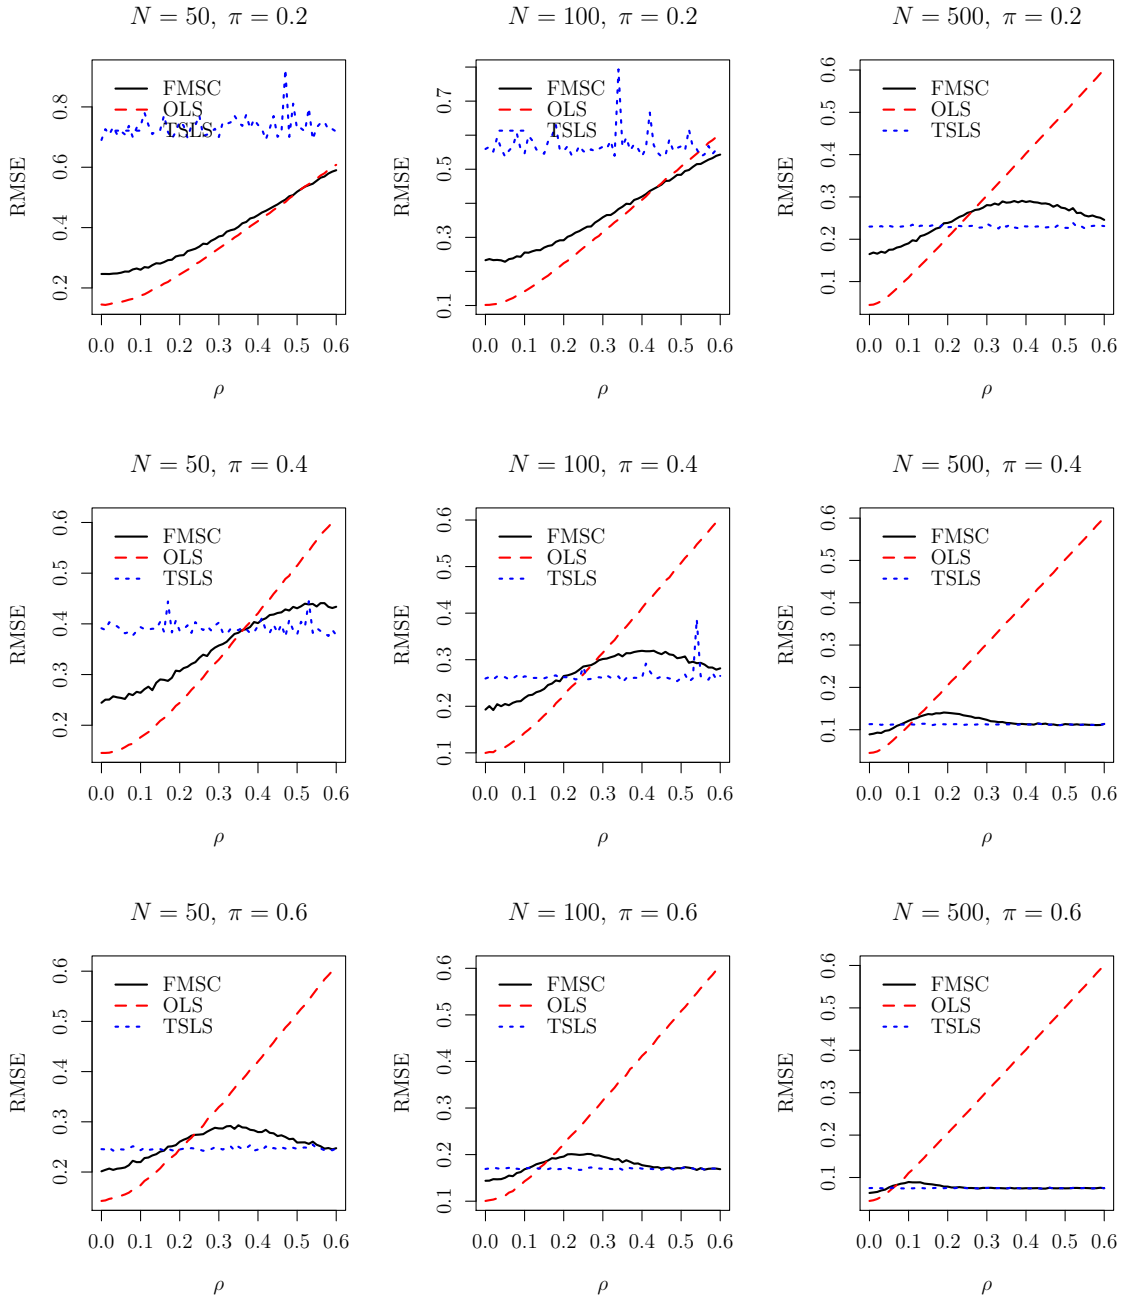 N = 50, π = 0.2
RMSE
0.2 0.4 0.6 0.8
FMSC
OLS
TSLS
0.0 0.1 0.2 0.3 0.4 0.5 0.6
ρ
N = 100, π = 0.2
RMSE
0.1 0.3 0.5 0.7
FMSC
OLS
TSLS
0.0 0.1 0.2 0.3 0.4 0.5 0.6
ρ
N = 500, π = 0.2
RMSE
0.1 0.2 0.3 0.4 0.5 0.6
FMSC
OLS
TSLS
0.0 0.1 0.2 0.3 0.4 0.5 0.6
ρ
N = 50, π = 0.4
RMSE
0.2 0.3 0.4 0.5 0.6
FMSC
OLS
TSLS
0.0 0.1 0.2 0.3 0.4 0.5 0.6
ρ
N = 100, π = 0.4
RMSE
0.1 0.2 0.3 0.4 0.5 0.6
FMSC
OLS
TSLS
0.0 0.1 0.2 0.3 0.4 0.5 0.6
ρ
N = 500, π = 0.4
RMSE
0.1 0.2 0.3 0.4 0.5 0.6
FMSC
OLS
TSLS
0.0 0.1 0.2 0.3 0.4 0.5 0.6
ρ
N = 50, π = 0.6
RMSE
0.2 0.3 0.4 0.5 0.6
FMSC
OLS
TSLS
0.0 0.1 0.2 0.3 0.4 0.5 0.6
ρ
N = 100, π = 0.6
RMSE
0.1 0.2 0.3 0.4 0.5 0.6
FMSC
OLS
TSLS
0.0 0.1 0.2 0.3 0.4 0.5 0.6
ρ
N = 500, π = 0.6
RMSE
0.1 0.2 0.3 0.4 0.5 0.6
FMSC
OLS
TSLS
0.0 0.1 0.2 0.3 0.4 0.5 0.6
ρ